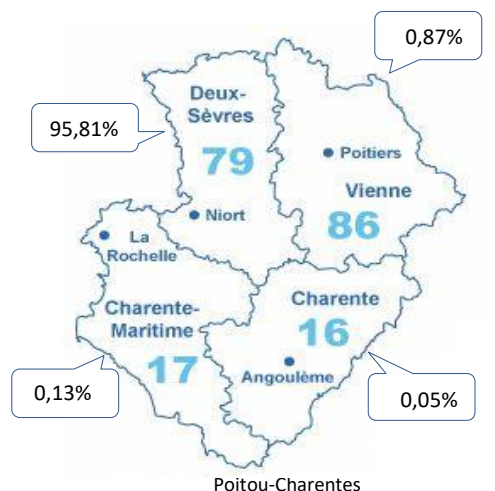 0,87%
Deux-
Sèvres
95,81%
79
Poitiers
Vienne
86
Niort
La
Rochelle
Charente-
Maritime
17
Charente
16
Angoulême
0,13%
0,05%
Poitou-Charentes